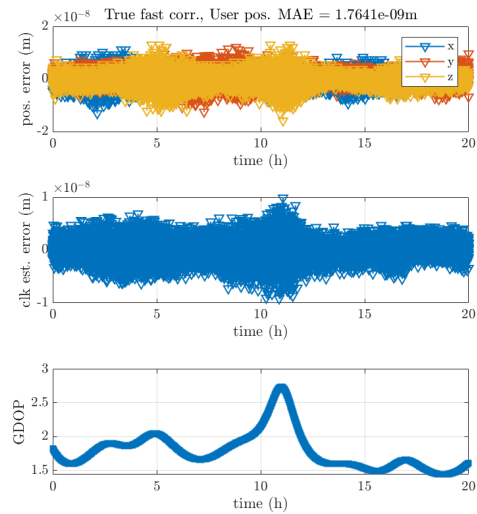 ×10⁻⁸ True fast corr., User pos. MAE = 1.7641e-09m
2
0
-2
pos. error (m)
x
y
z
0 5 10 15 20
time (h)
×10⁻⁸
1
0
-1
clk est. error (m)
0 5 10 15 20
time (h)
3
2.5
2
1.5
GDOP
0 5 10 15 20
time (h)